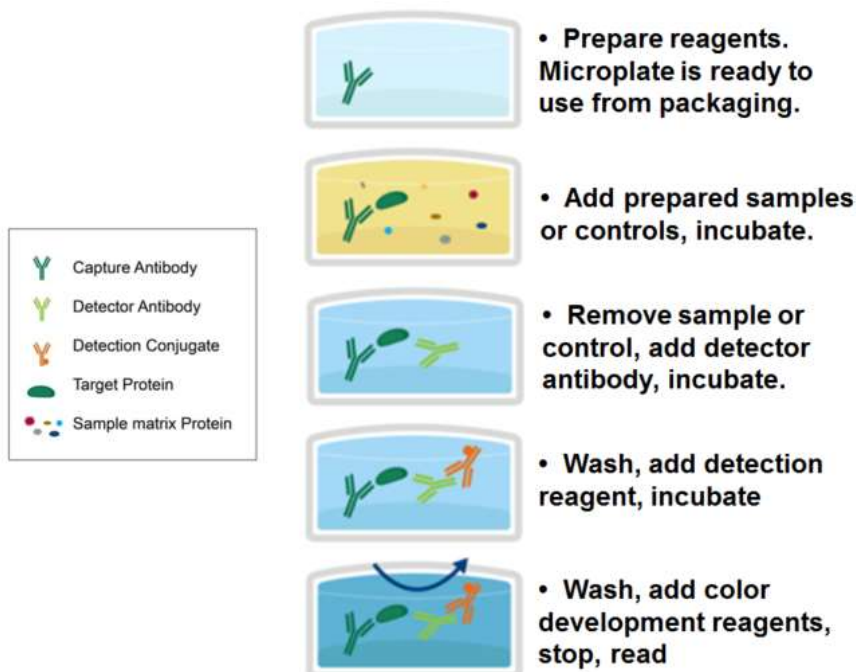 • Prepare reagents.
Microplate is ready to
use from packaging.
• Add prepared samples
or controls, incubate.
Capture Antibody
Detector Antibody
Detection Conjugate
Target Protein
Sample matrix Protein
• Remove sample or
control, add detector
antibody, incubate.
• Wash, add detection
reagent, incubate
• Wash, add color
development reagents,
stop, read